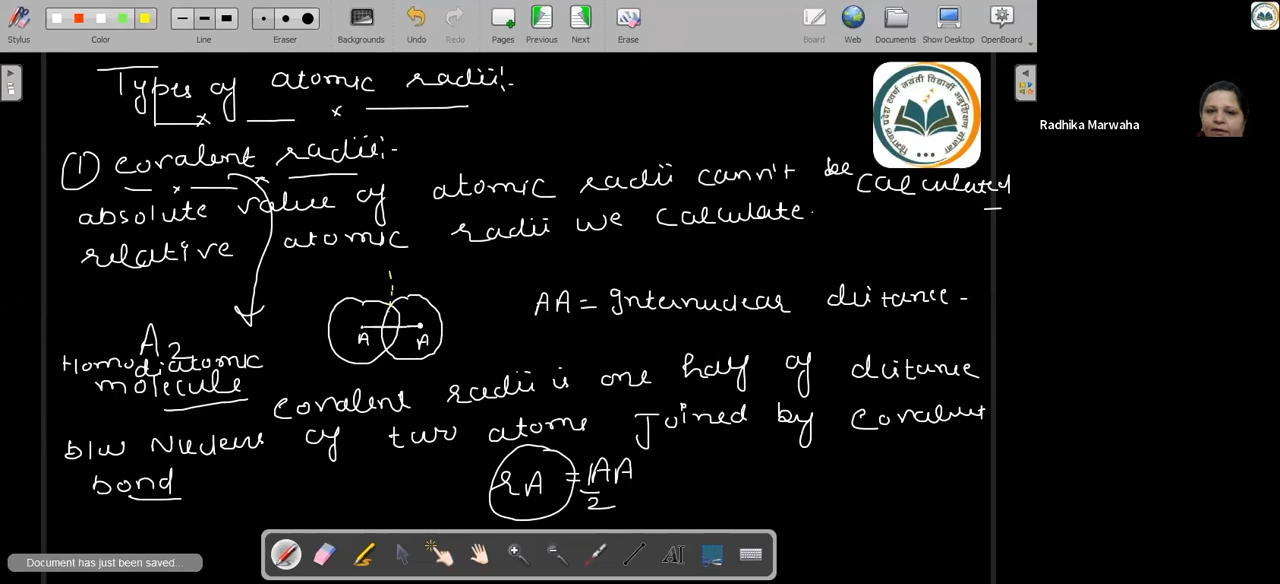 Stylus
Color
Line
Eraser
Backgrounds
Undo
Redo
Pages
Previous
Next
Erase
Board
Web
Documents
Show Desktop
OpenBoard
Radhika Marwaha
Types of atomic radii:-
① covalent radii:-
absolute value of atomic radii cann't be calculated
relative atomic radii we calculate.
A A
AA = Internuclear distance -
A2
Homodiatomic
molecule
covalent radii is one half of distance
b/w Nucleus of two atoms Joined by covalent
bond
rA = 1/2 AA
Document has just been saved...